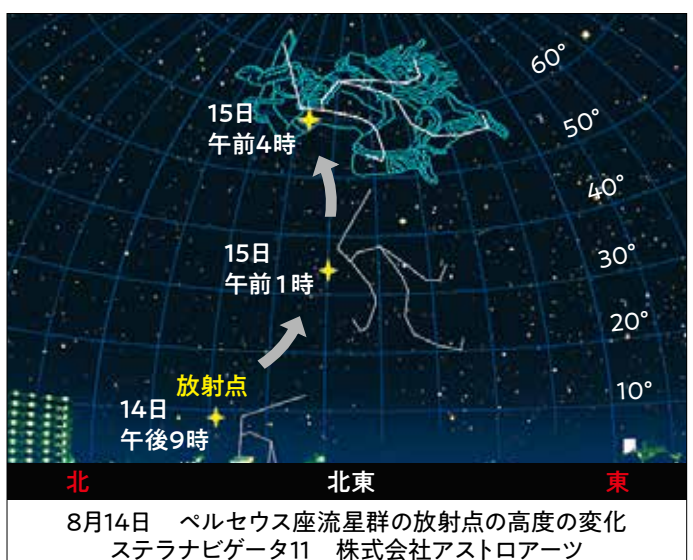 60°
15日
午前4時
50°
40°
15日
午前1時
30°
20°
放射点
10°
14日
午後9時
北 北東 東
8月14日 ペルセウス座流星群の放射点の高度の変化
ステラナビゲータ11 株式会社アストロアーツ